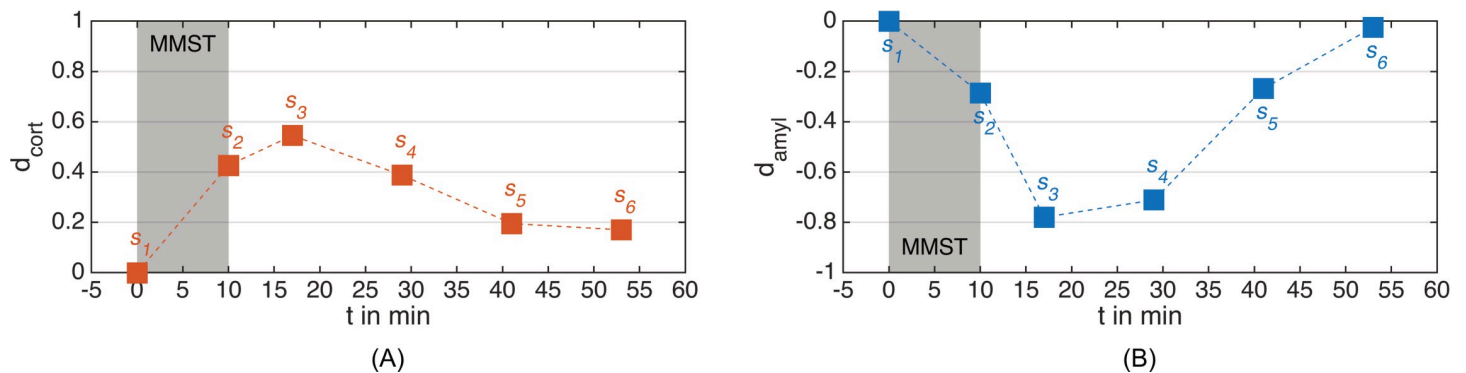 1
0.8
0.6
0.4
0.2
0
d_cort
MMST
s_1
s_2
s_3
s_4
s_5
s_6
-5 0 5 10 15 20 25 30 35 40 45 50 55 60
t in min
(A)
0
-0.2
-0.4
-0.6
-0.8
-1
d_amyl
s_1
s_2
s_3
s_4
s_5
s_6
MMST
-5 0 5 10 15 20 25 30 35 40 45 50 55 60
t in min
(B)